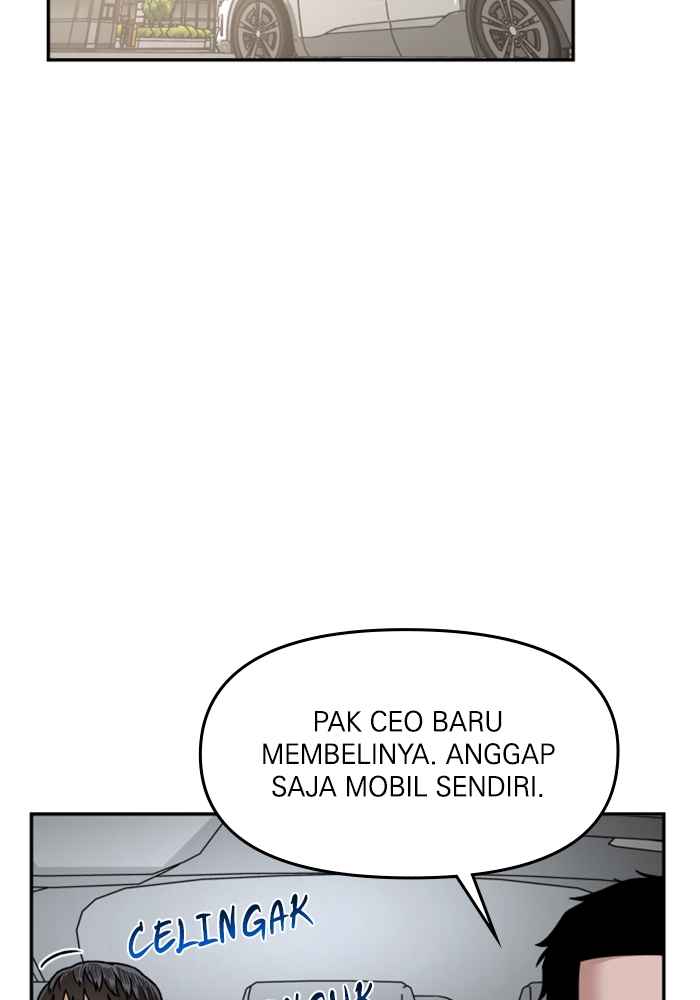 PAK CEO BARU
MEMBELINYA. ANGGAP
SAJA MOBIL SENDIRI.
CELINGAK